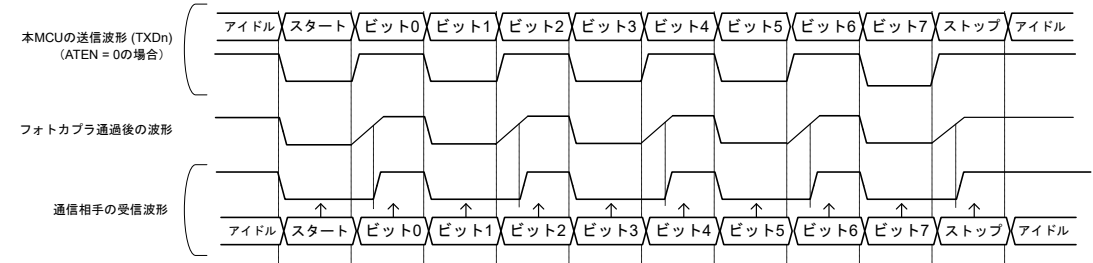 本MCUの送信波形 (TXDn)
（ATEN = 0の場合）
アイドル スタート ビット0 ビット1 ビット2 ビット3 ビット4 ビット5 ビット6 ビット7 ストップ アイドル
フォトカプラ通過後の波形
通信相手の受信波形
アイドル スタート ビット0 ビット1 ビット2 ビット3 ビット4 ビット5 ビット6 ビット7 ストップ アイドル